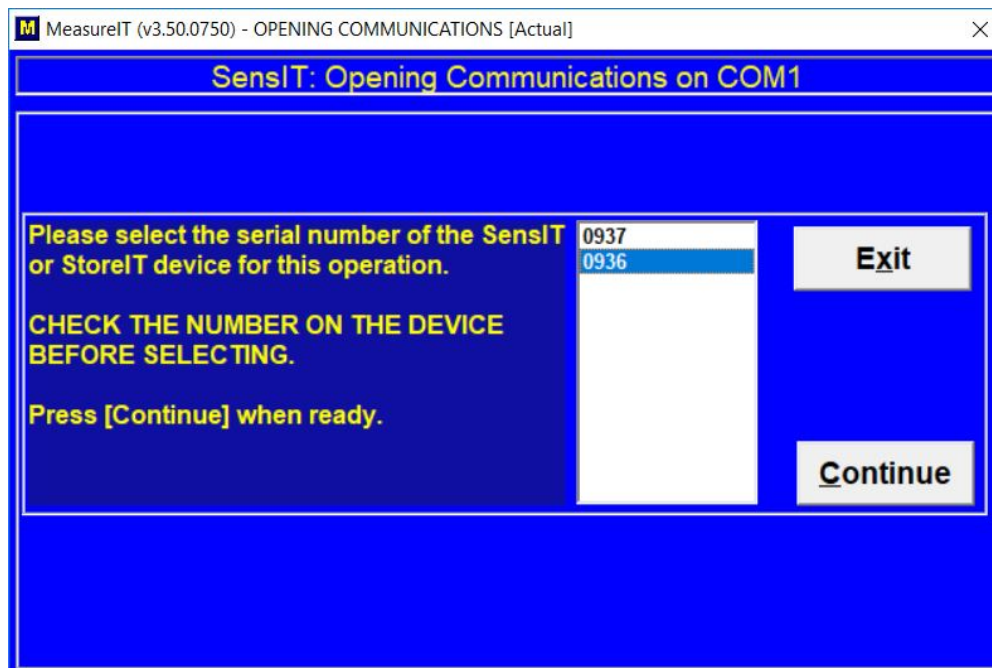 MeasureIT (v3.50.0750) - OPENING COMMUNICATIONS [Actual]
SensIT: Opening Communications on COM1
Please select the serial number of the SensIT
or StoreIT device for this operation.
CHECK THE NUMBER ON THE DEVICE
BEFORE SELECTING.
Press [Continue] when ready.
0937
0936
Exit
Continue